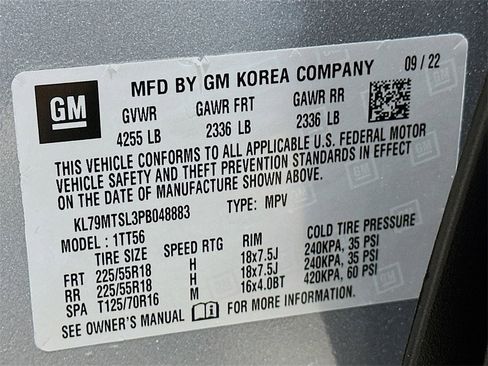 GM
MFD BY GM KOREA COMPANY 09/22
GVWR GAWR FRT GAWR RR
4255 LB 2336 LB 2336 LB
THIS VEHICLE CONFORMS TO ALL APPLICABLE U.S. FEDERAL MOTOR
VEHICLE SAFETY AND THEFT PREVENTION STANDARDS IN EFFECT
ON THE DATE OF MANUFACTURE SHOWN ABOVE.
KL79MTSL3PB048883 TYPE: MPV
MODEL : 1TT56
TIRE SIZE SPEED RTG RIM COLD TIRE PRESSURE
FRT 225/55R18 H 18x7.5J 240KPA, 35 PSI
RR 225/55R18 H 18x7.5J 240KPA, 35 PSI
SPA T125/70R16 M 16x4.0BT 420KPA, 60 PSI
SEE OWNER'S MANUAL FOR MORE INFORMATION.